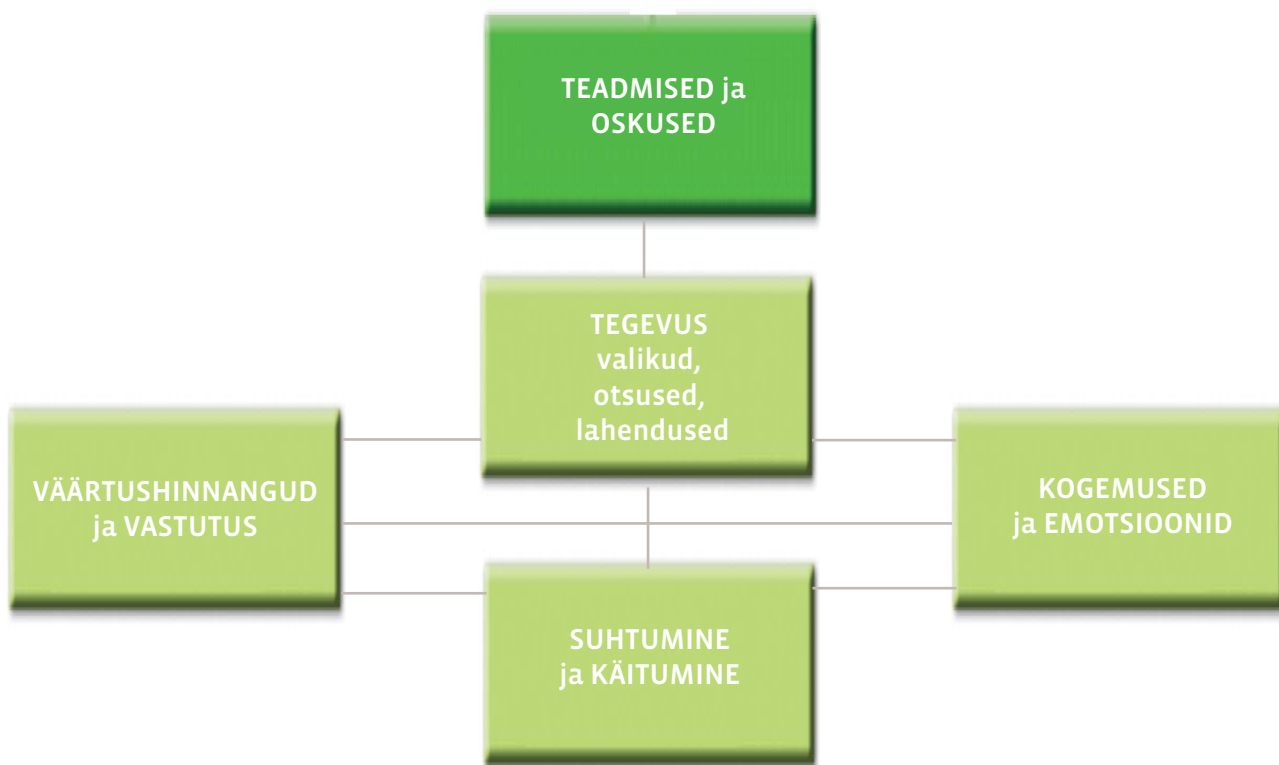 TEADMISED ja
OSKUSED
TEGEVUS
valikud,
otsused,
lahendused
VÄÄRTUSHINNANGUD
ja VASTUTUS
KOGEMUSED
ja EMOTSIOONID
SUHTUMINE
ja KÄITUMINE